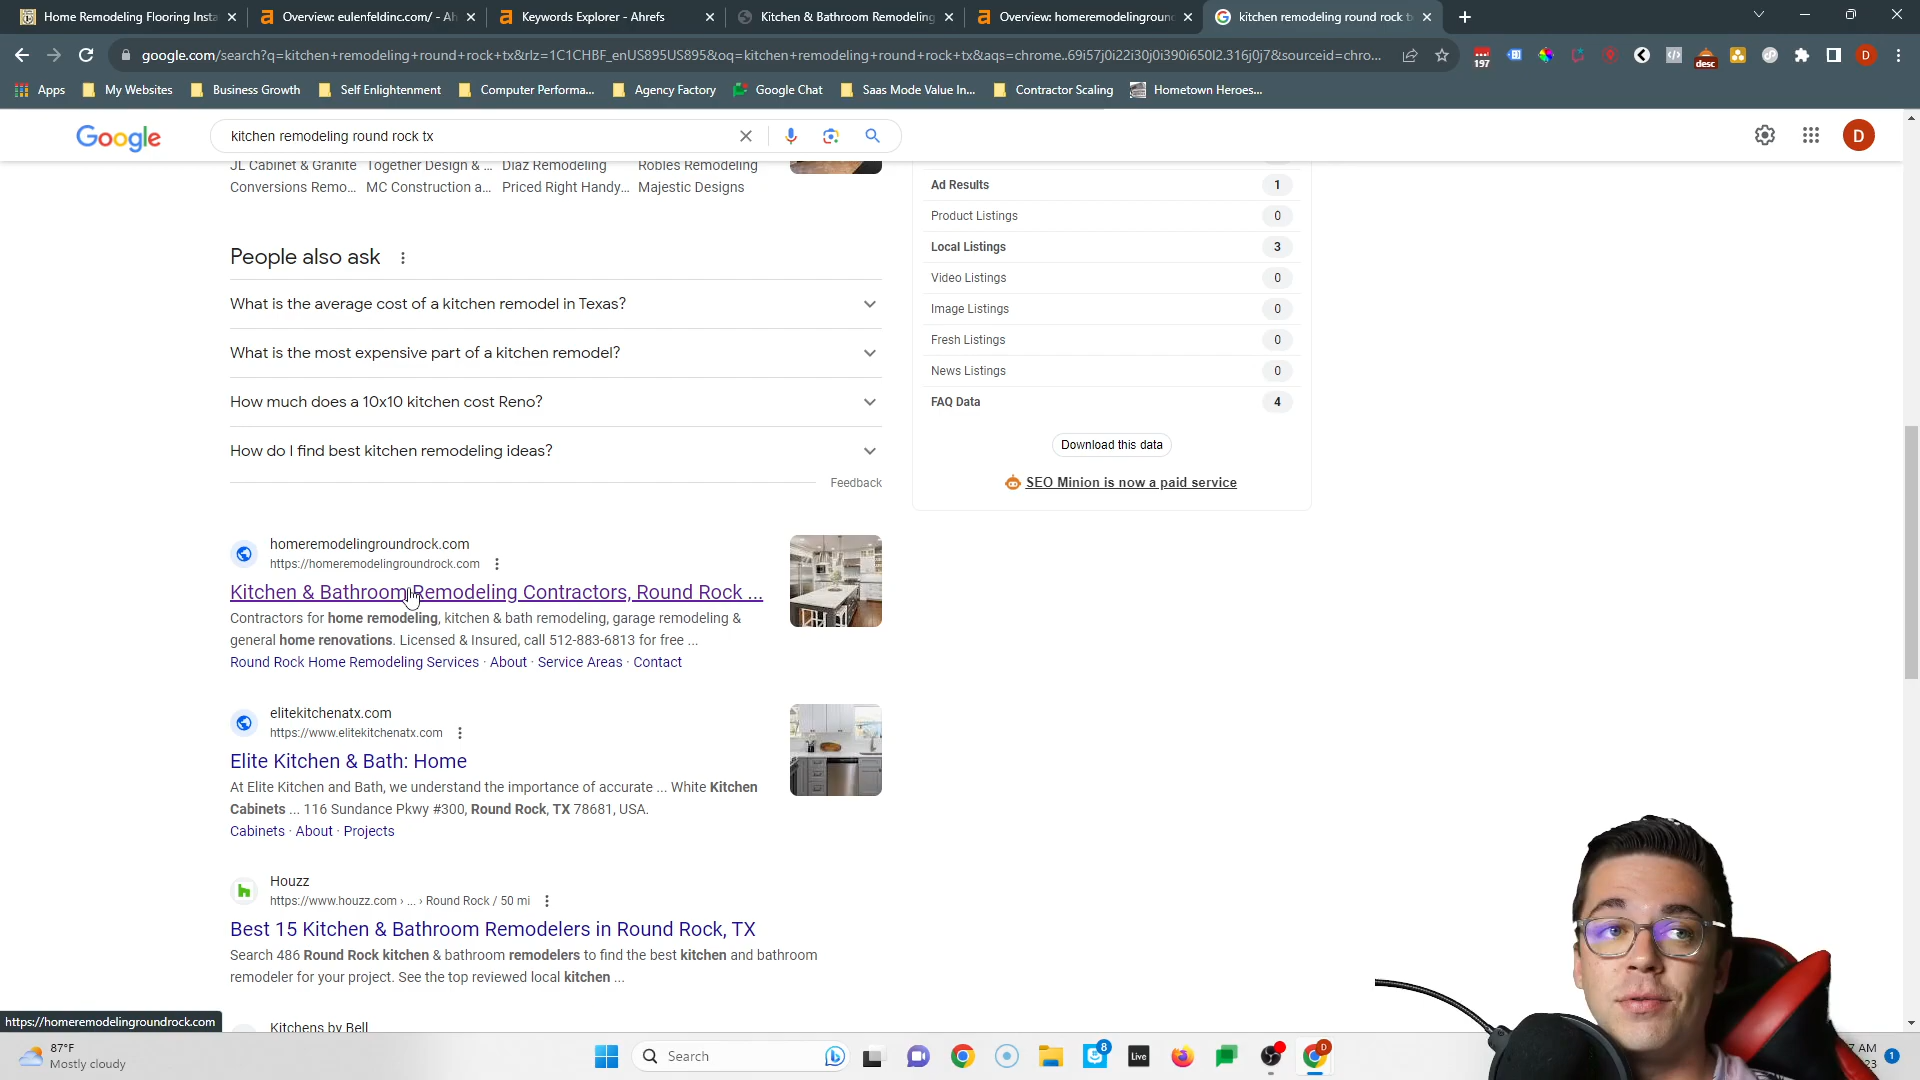 Home Remodeling Flooring Insta
Overview: eulenfeldinc.com/ - Ah
Keywords Explorer - Ahrefs
Kitchen & Bathroom Remodeling
Overview: homeremodelingroun
kitchen remodeling round rock t
google.com/search?q=kitchen+remodeling+round+rock+tx&rlz=1C1CHBF_enUS895US895&oq=kitchen+remodeling+round+rock+tx&aqs=chrome..69i57j0i22i30j0i390i650l2.316j0j7&sourceid=chro...
197
desc
D
Apps
My Websites
Business Growth
Self Enlightenment
Computer Performa...
Agency Factory
Google Chat
Saas Mode Value In...
Contractor Scaling
Hometown Heroes...
Google
kitchen remodeling round rock tx
D
JL Cabinet & Granite Together Design & ... Diaz Remodeling Robles Remodeling
Conversions Remo... MC Construction a... Priced Right Handy... Majestic Designs
People also ask
What is the average cost of a kitchen remodel in Texas?
What is the most expensive part of a kitchen remodel?
How much does a 10x10 kitchen cost Reno?
How do I find best kitchen remodeling ideas?
Feedback
Ad Results 1
Product Listings 0
Local Listings 3
Video Listings 0
Image Listings 0
Fresh Listings 0
News Listings 0
FAQ Data 4
Download this data
SEO Minion is now a paid service
homeremodelingroundrock.com
https://homeremodelingroundrock.com
Kitchen & Bathroom Remodeling Contractors, Round Rock ...
Contractors for home remodeling, kitchen & bath remodeling, garage remodeling &
general home renovations. Licensed & Insured, call 512-883-6813 for free ...
Round Rock Home Remodeling Services · About · Service Areas · Contact
elitekitchenatx.com
https://www.elitekitchenatx.com
Elite Kitchen & Bath: Home
At Elite Kitchen and Bath, we understand the importance of accurate ... White Kitchen
Cabinets ... 116 Sundance Pkwy #300, Round Rock, TX 78681, USA.
Cabinets · About · Projects
Houzz
https://www.houzz.com › ... › Round Rock / 50 mi
Best 15 Kitchen & Bathroom Remodelers in Round Rock, TX
Search 486 Round Rock kitchen & bathroom remodelers to find the best kitchen and bathroom
remodeler for your project. See the top reviewed local kitchen ...
Kitchens by Bell
https://homeremodelingroundrock.com
87°F
Mostly cloudy
Search
8
Live
D
7 AM
23
1